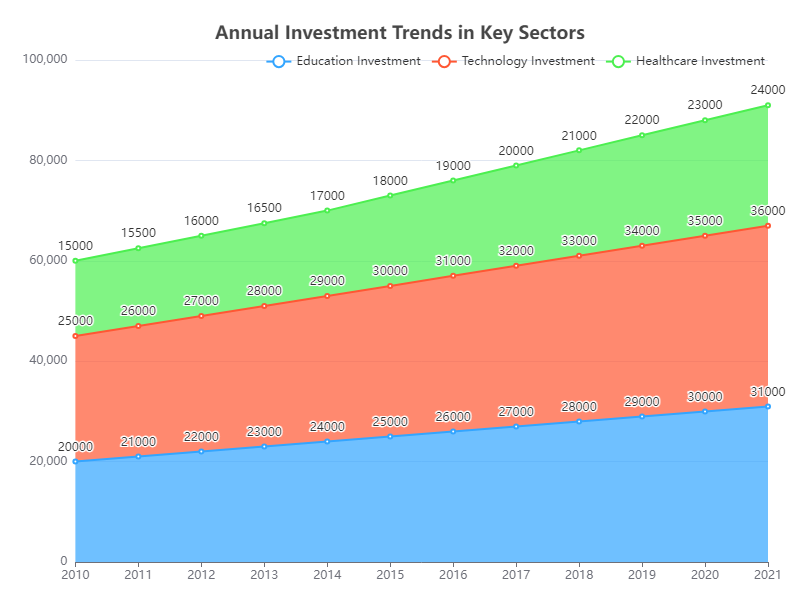 Annual Investment Trends in Key Sectors
Education Investment Technology Investment Healthcare Investment
100,000
80,000
60,000
40,000
20,000
0
15000 15500 16000 16500 17000 18000 19000 20000 21000 22000 23000 24000
25000 26000 27000 28000 29000 30000 31000 32000 33000 34000 35000 36000
20000 21000 22000 23000 24000 25000 26000 27000 28000 29000 30000 31000
2010 2011 2012 2013 2014 2015 2016 2017 2018 2019 2020 2021